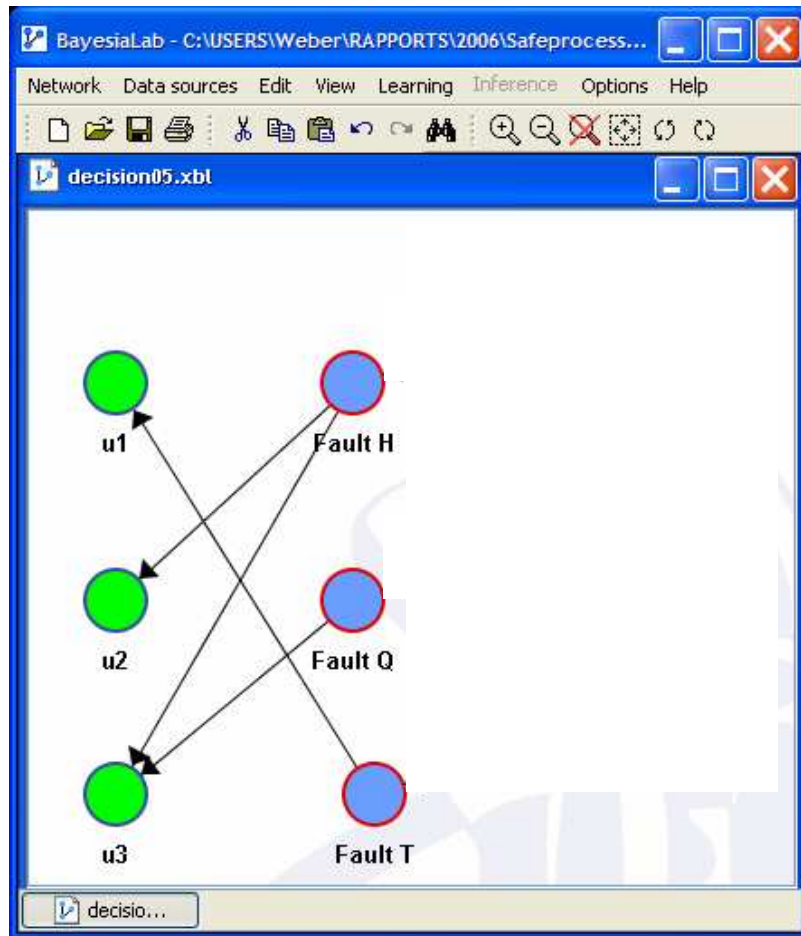 BayesiaLab - C:\USERS\Weber\RAPPORTS\2006\Safeprocess...
Network Data sources Edit View Learning Inference Options Help
decision05.xbl
u1 Fault H
u2 Fault Q
u3 Fault T
decisio...